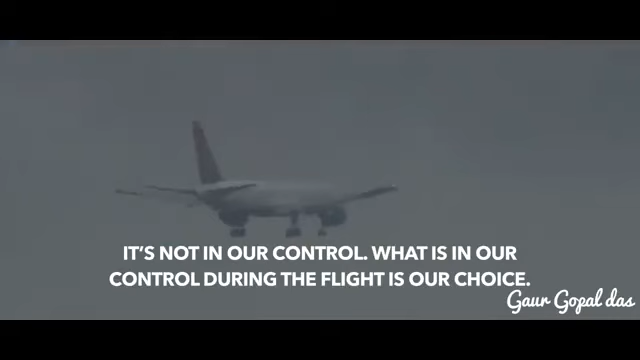 IT'S NOT IN OUR CONTROL. WHAT IS IN OUR
CONTROL DURING THE FLIGHT IS OUR CHOICE.
Gaur Gopal das